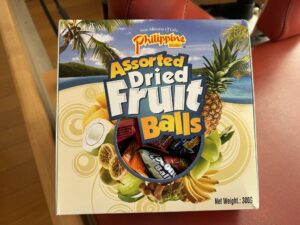 Philippine
Assorted
Dried
Fruit
Balls
Net Weight: 300G